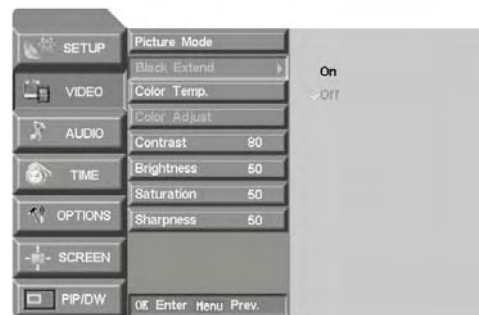 SETUP
VIDEO
AUDIO
TIME
OPTIONS
SCREEN
PIP/DW
Picture Mode
Black Extend
Color Temp.
Color Adjust
Contrast 80
Brightness 50
Saturation 50
Sharpness 50
OK Enter Menu Prev.
On
Off